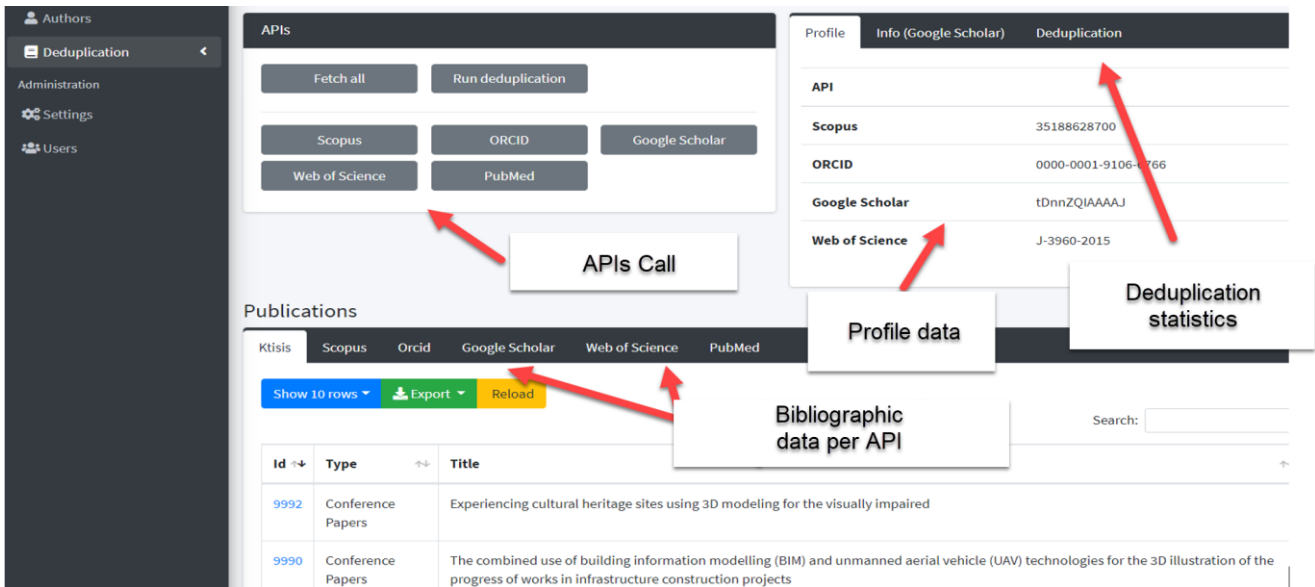 Authors
Deduplication
Administration
Settings
Users
APIs
Fetch all
Run deduplication
Scopus
ORCID
Google Scholar
Web of Science
PubMed
APIs Call
Profile
Info (Google Scholar)
Deduplication
API
Scopus
35188628700
ORCID
0000-0001-9106-6766
Google Scholar
tDnnZQIAAAAJ
Web of Science
J-3960-2015
Deduplication
statistics
Profile data
Publications
Ktisis
Scopus
Orcid
Google Scholar
Web of Science
PubMed
Show 10 rows
Export
Reload
Bibliographic
data per API
Search:
Id
Type
Title
9992
Conference
Papers
Experiencing cultural heritage sites using 3D modeling for the visually impaired
9990
Conference
Papers
The combined use of building information modelling (BIM) and unmanned aerial vehicle (UAV) technologies for the 3D illustration of the
progress of works in infrastructure construction projects